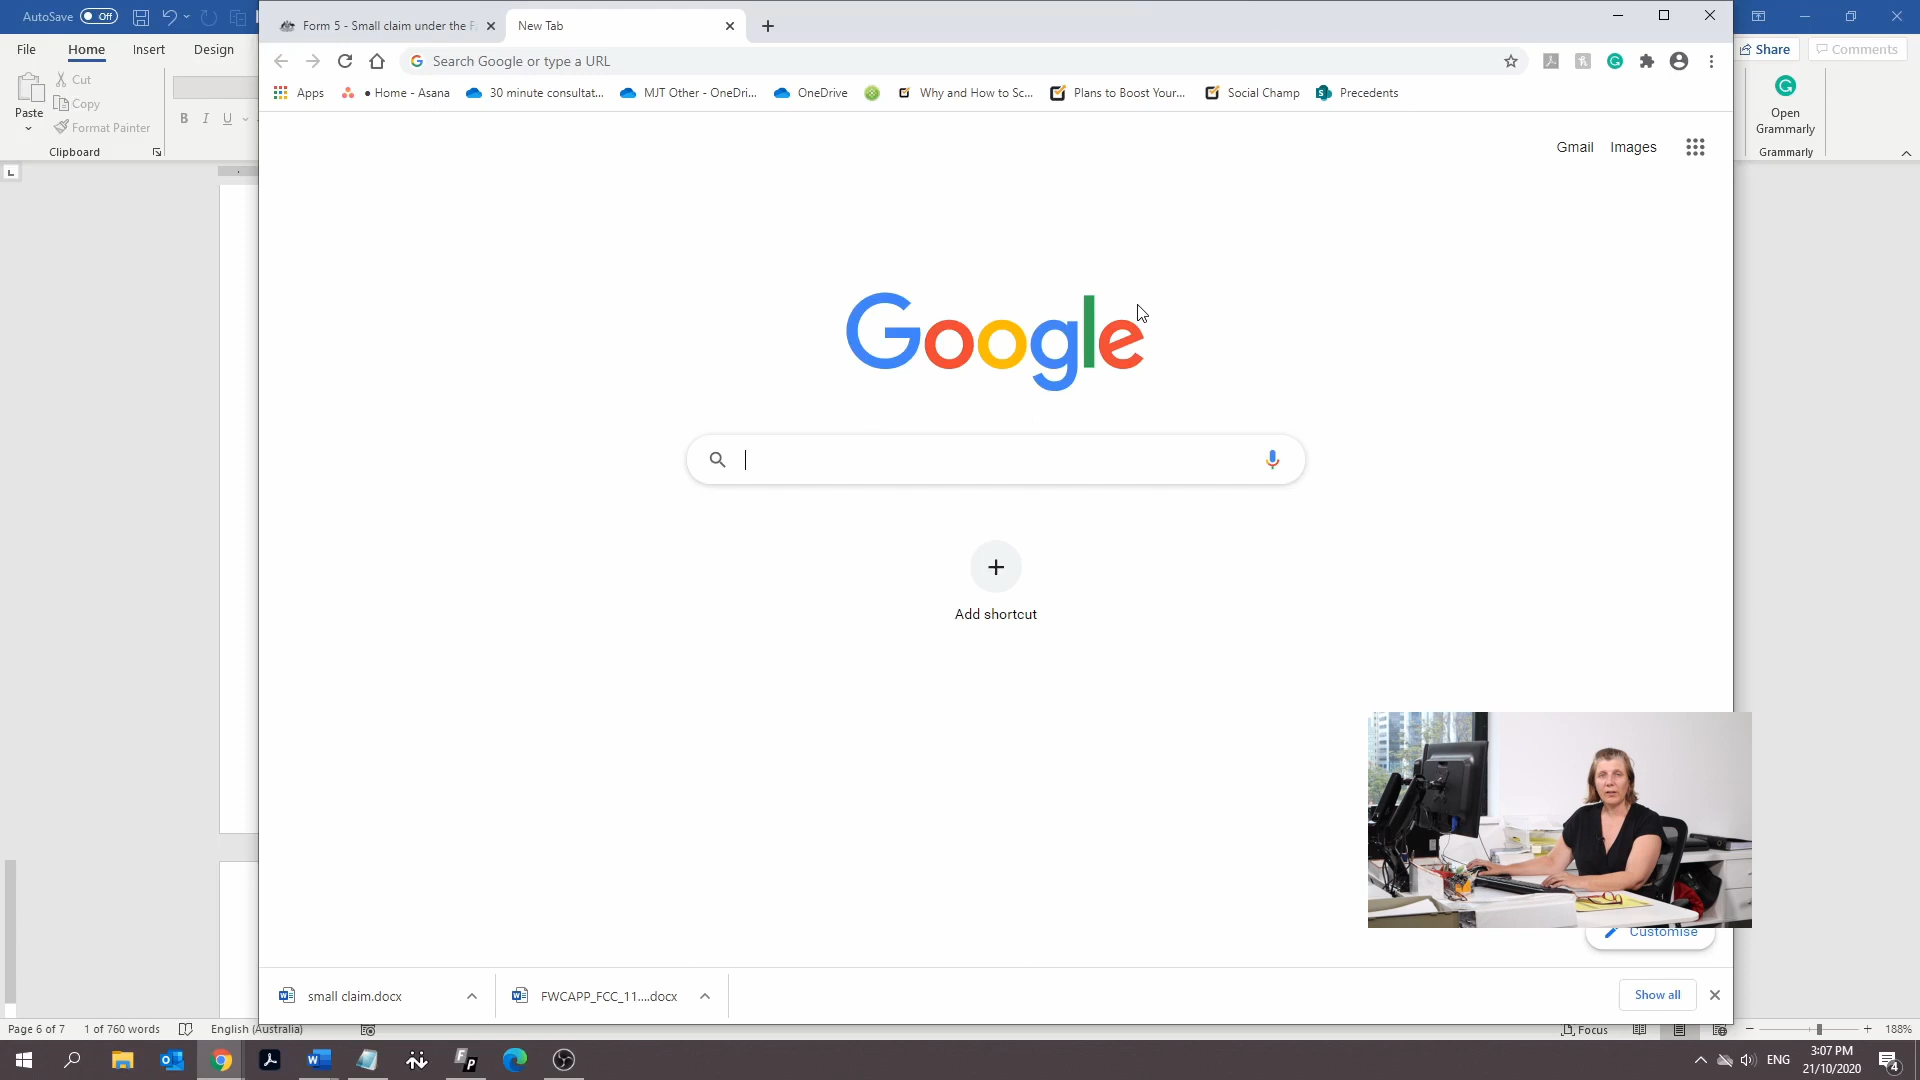 AutoSave Off
Form 5 - Small claim under the Fa
New Tab
File Home Insert Design
Share Comments
Search Google or type a URL
Paste
Cut
Copy
Format Painter
Clipboard
B I U
Apps
• Home - Asana
30 minute consultat...
MJT Other - OneDri...
OneDrive
Why and How to Sc...
Plans to Boost Your...
Social Champ
Precedents
Open
Grammarly
Grammarly
Gmail Images
Google
Add shortcut
Customise
small claim.docx
FWCAPP_FCC_11....docx
Show all
Page 6 of 7 1 of 760 words English (Australia)
Focus 188%
ENG
3:07 PM
21/10/2020
4